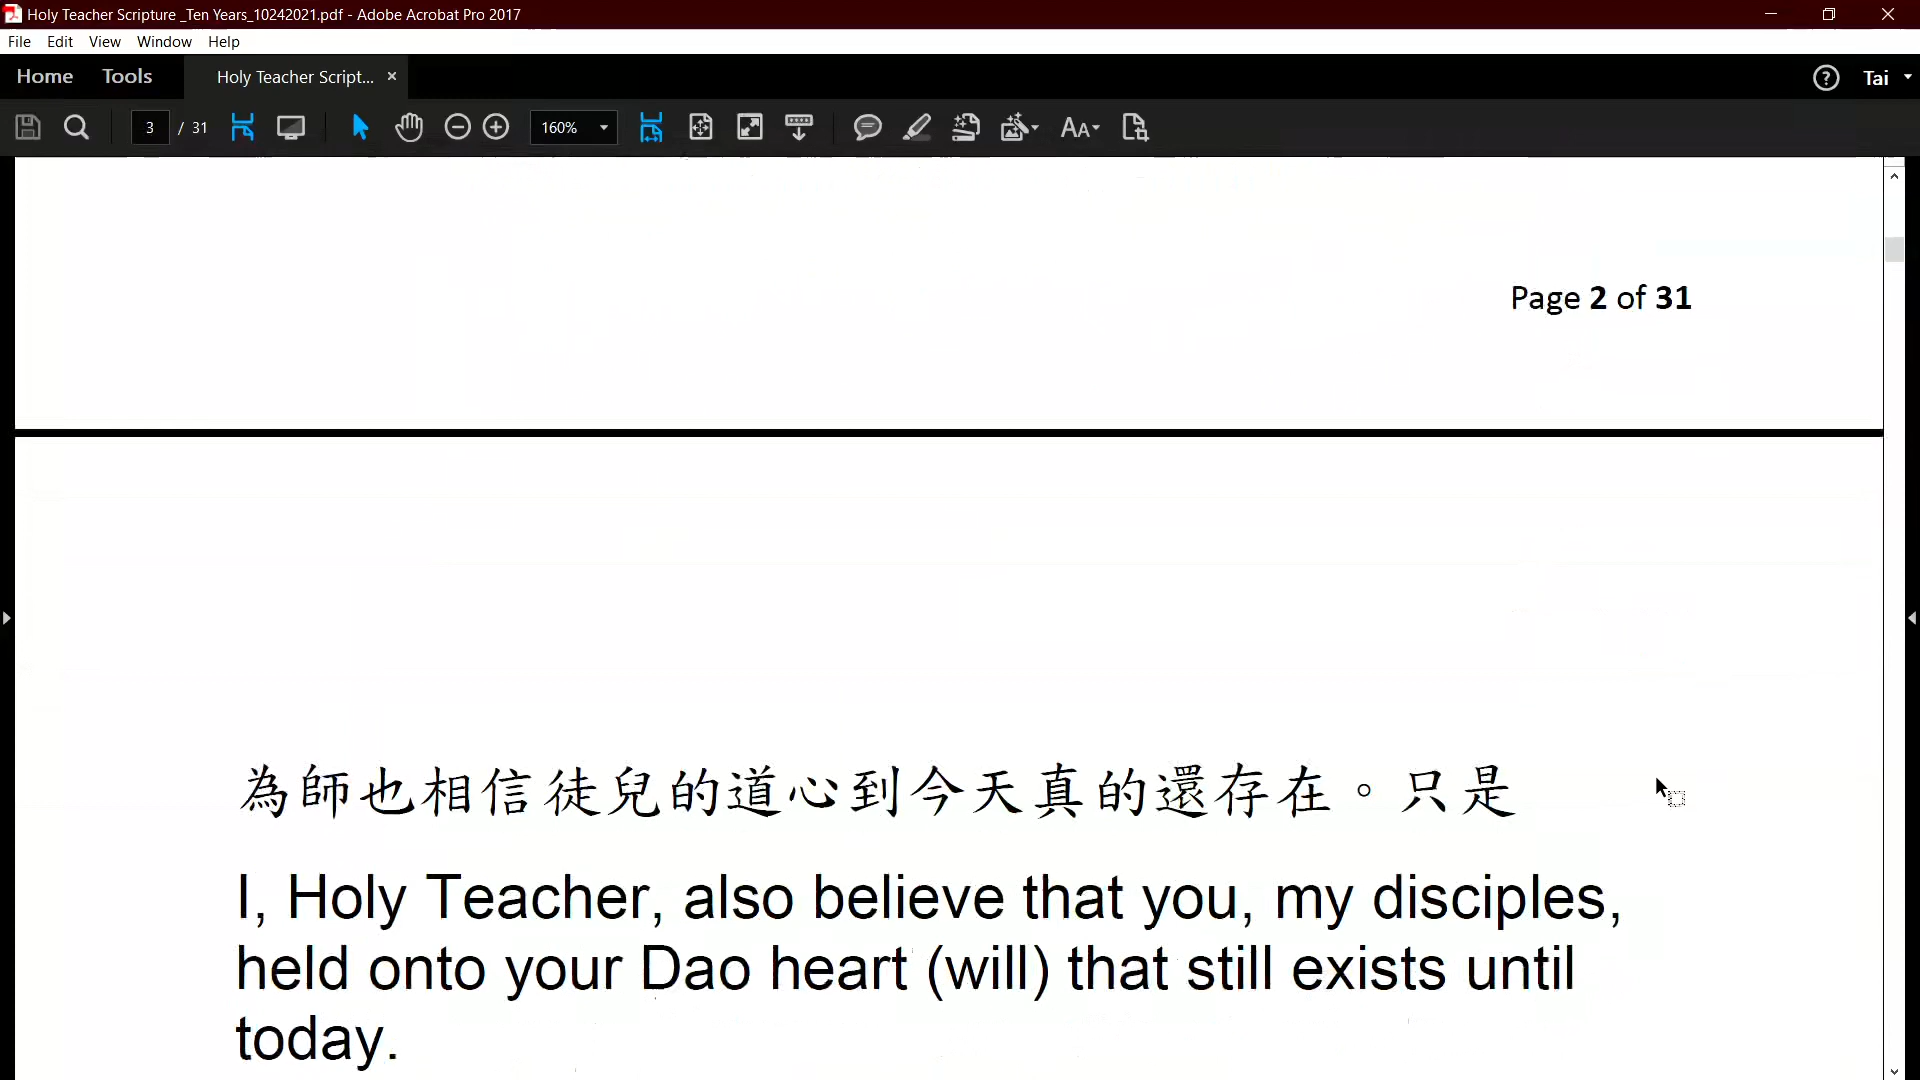 Holy Teacher Scripture _Ten Years_10242021.pdf - Adobe Acrobat Pro 2017
File Edit View Window Help
Home Tools Holy Teacher Script... Tai
3 / 31 160%
Page 2 of 31
為師也相信徒兒的道心到今天真的還存在。只是
I, Holy Teacher, also believe that you, my disciples,
held onto your Dao heart (will) that still exists until
today.